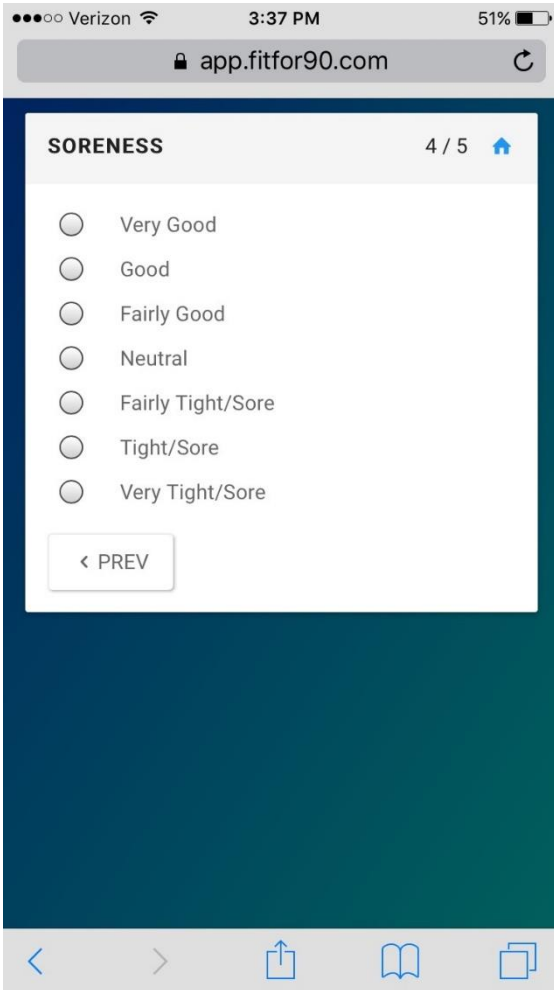 Verizon 3:37 PM 51%
app.fitfor90.com
SORENESS 4 / 5
Very Good
Good
Fairly Good
Neutral
Fairly Tight/Sore
Tight/Sore
Very Tight/Sore
< PREV